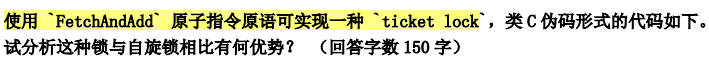 使用 `FetchAndAdd` 原子指令原语可实现一种 `ticket lock`，类 C 伪码形式的代码如下。
试分析这种锁与自旋锁相比有何优势？ （回答字数 150 字）